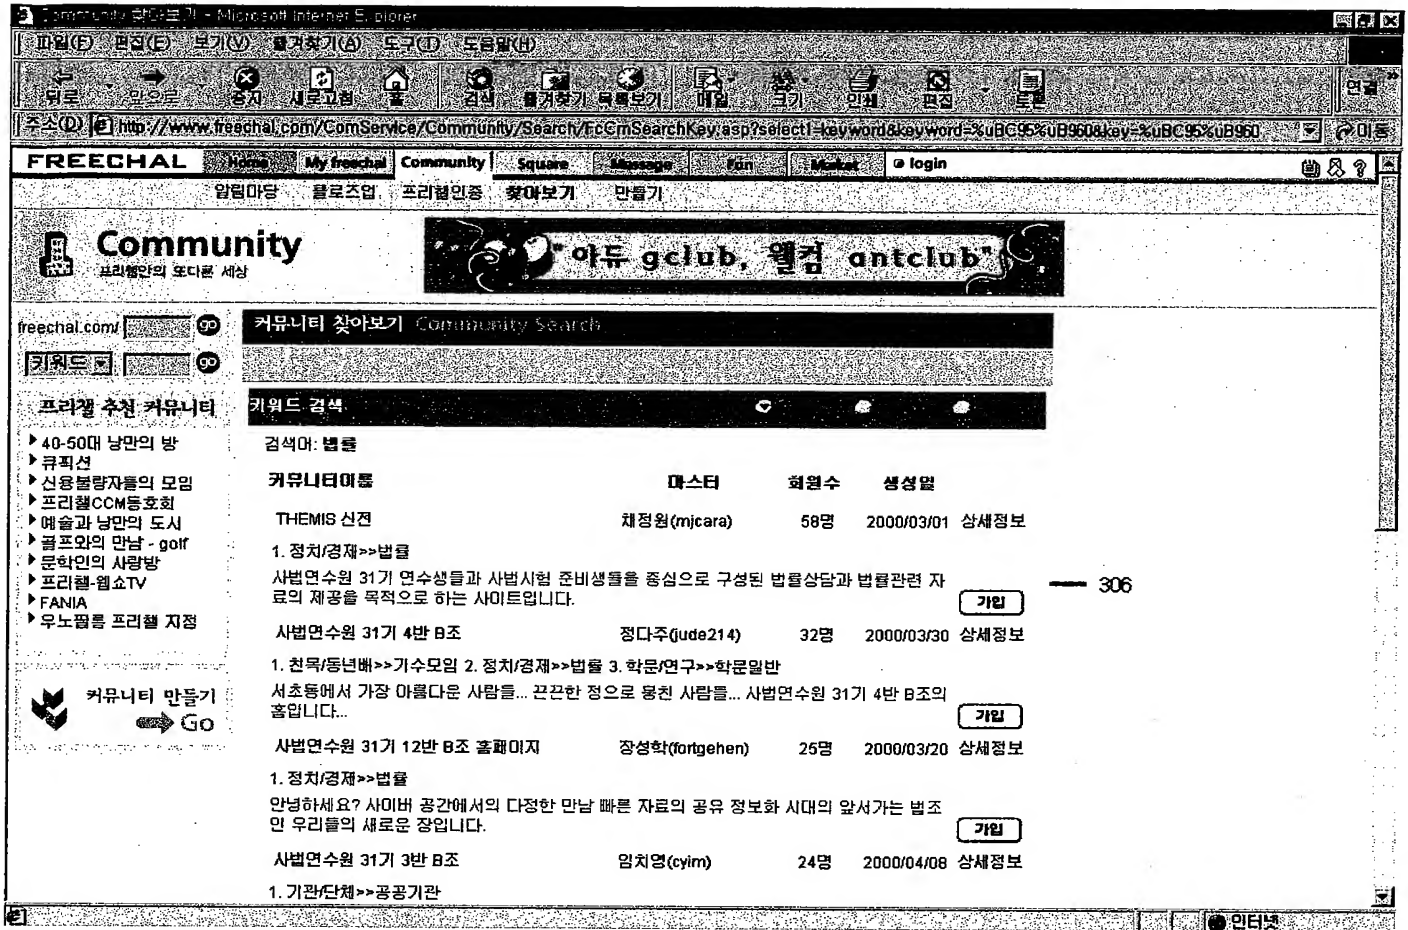 Community 찾아보기 - Microsoft Internet Explorer
파일(F) 편집(E) 보기(V) 즐겨찾기(A) 도구(T) 도움말(H)
뒤로 앞으로 중지 새로고침 홈 검색 즐겨찾기 목록보기 메일 크기 인쇄 편집 토론 연결
주소(D) http://www.freechal.com/ComService/Community/Search/FcCmSearchKey.asp?select1=keyword&keyword=%uBC95%uB960&key=%uBC95%uB960 이동
FREECHAL Home My freechal Community Square Message Fan Market login
알림마당 클로즈업 프리챌인증 찾아보기 만들기
Community
프리챌안의 또다른 세상
"아듀 gclub, 웰컴 antclub"
freechal.com/ go
키워드 go
커뮤니티 찾아보기 Community Search
프리챌 추천 커뮤니티
40-50대 낭만의 방
큐픽션
신용불량자들의 모임
프리챌CCM동호회
예술과 낭만의 도시
골프와의 만남 - golf
문학인의 사랑방
프리챌-웹쇼TV
FANIA
우노필름 프리챌 지정
커뮤니티 만들기
Go
키워드 검색
검색어: 법률
커뮤니티이름 마스터 회원수 생성일
THEMIS 신전 채정원(mjcara) 58명 2000/03/01 상세정보
1. 정치/경제>>법률
사법연수원 31기 연수생들과 사법시험 준비생들을 중심으로 구성된 법률상담과 법률관련 자
료의 제공을 목적으로 하는 사이트입니다.
가입
306
사법연수원 31기 4반 B조 정다주(jude214) 32명 2000/03/30 상세정보
1. 친목/동년배>>기수모임 2. 정치/경제>>법률 3. 학문/연구>>학문일반
서초동에서 가장 아름다운 사람들... 끈끈한 정으로 뭉친 사람들... 사법연수원 31기 4반 B조의
홈입니다...
가입
사법연수원 31기 12반 B조 홈페이지 장성학(fortgehen) 25명 2000/03/20 상세정보
1. 정치/경제>>법률
안녕하세요? 사이버 공간에서의 다정한 만남 빠른 자료의 공유 정보화 시대의 앞서가는 법조
인 우리들의 새로운 장입니다.
가입
사법연수원 31기 3반 B조 임치영(cyim) 24명 2000/04/08 상세정보
1. 기관/단체>>공공기관
인터넷